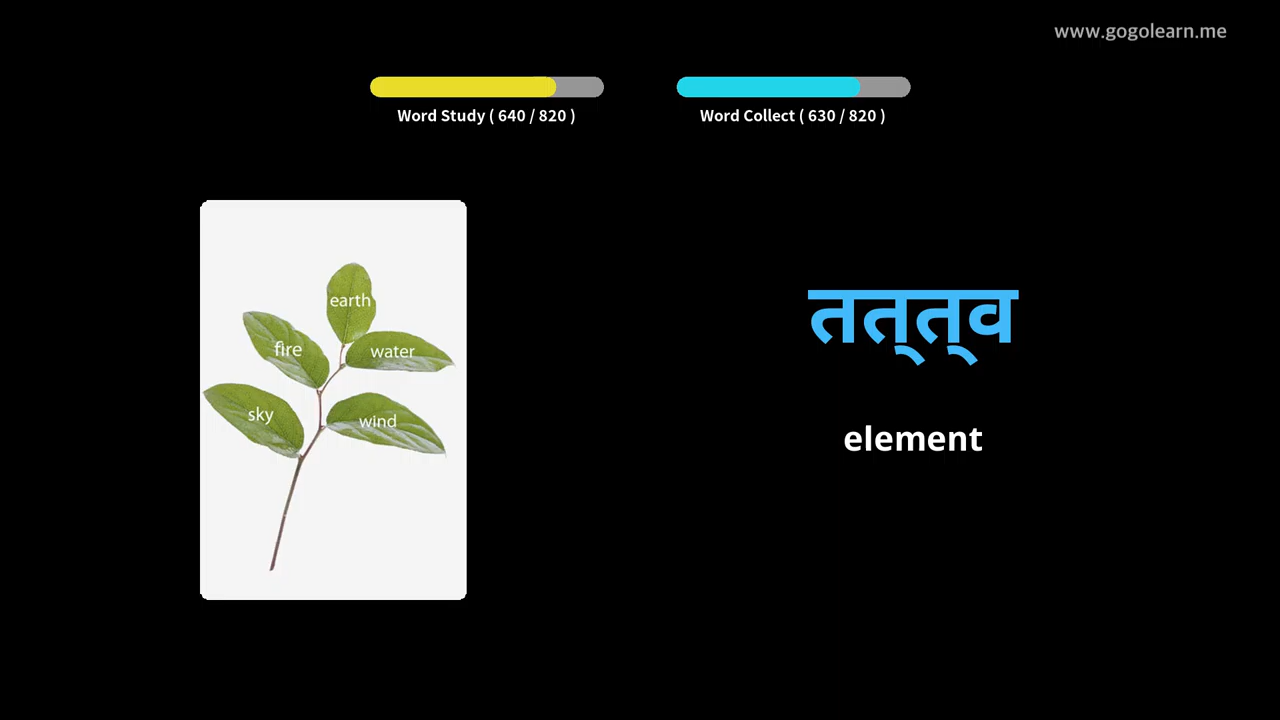 www.gogolearn.me
Word Study ( 640 / 820 )
Word Collect ( 630 / 820 )
earth
fire
water
sky
wind
तत्‌त्‌व
element